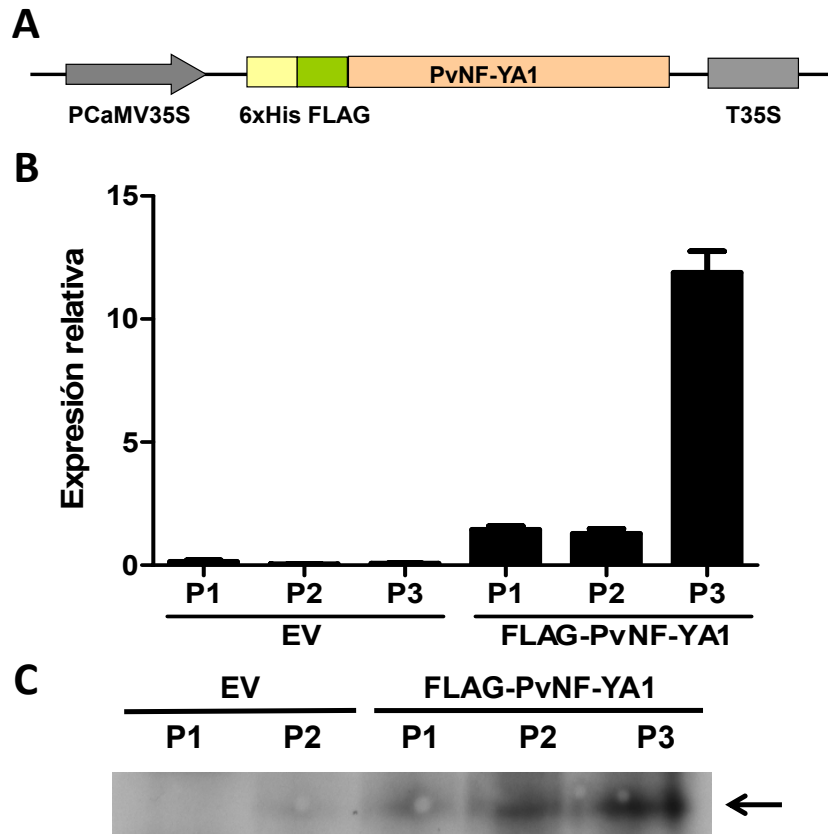 A
PvNF-YA1
PCaMV35S 6xHis FLAG T35S
B
Expresión relativa
15
10
5
0
P1 P2 P3 P1 P2 P3
EV FLAG-PvNF-YA1
C
EV FLAG-PvNF-YA1
P1 P2 P1 P2 P3